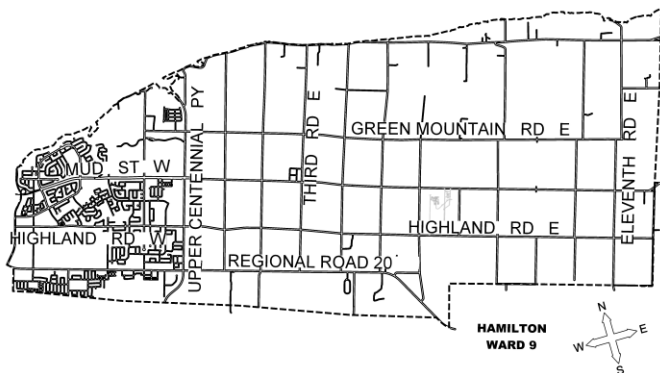 GREEN MOUNTAIN RD E
MUD ST W
UPPER CENTENNIAL PY
THIRD RD E
ELEVENTH RD E
HIGHLAND RD W
HIGHLAND RD E
REGIONAL ROAD 20
HAMILTON
WARD 9
N
E
W
S